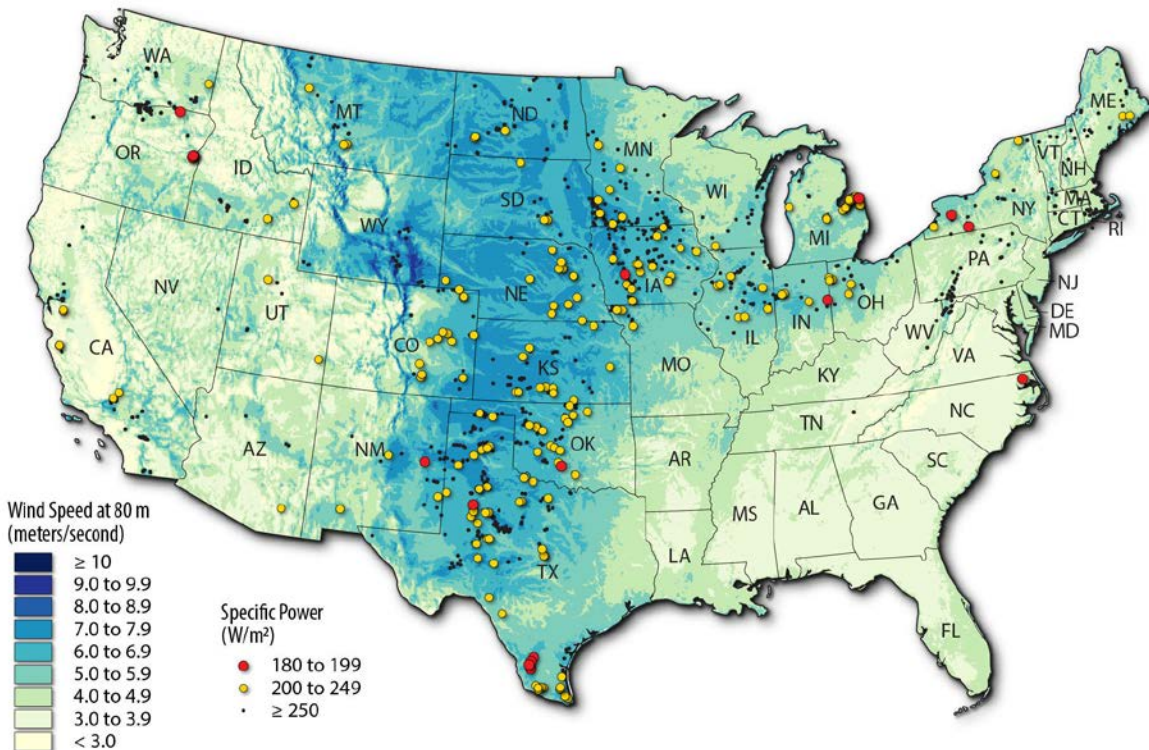 WA
MT
ND
MN
ME
OR
ID
SD
WI
VT
NH
WY
MI
NY
MA
CT
RI
NV
UT
NE
IA
PA
NJ
CA
CO
IL
IN
OH
DE
MD
KS
MO
WV
VA
KY
AZ
NM
OK
AR
TN
NC
SC
MS
AL
GA
TX
LA
FL
Wind Speed at 80 m
(meters/second)
≥ 10
9.0 to 9.9
8.0 to 8.9
7.0 to 7.9
6.0 to 6.9
5.0 to 5.9
4.0 to 4.9
3.0 to 3.9
< 3.0
Specific Power
(W/m²)
180 to 199
200 to 249
≥ 250